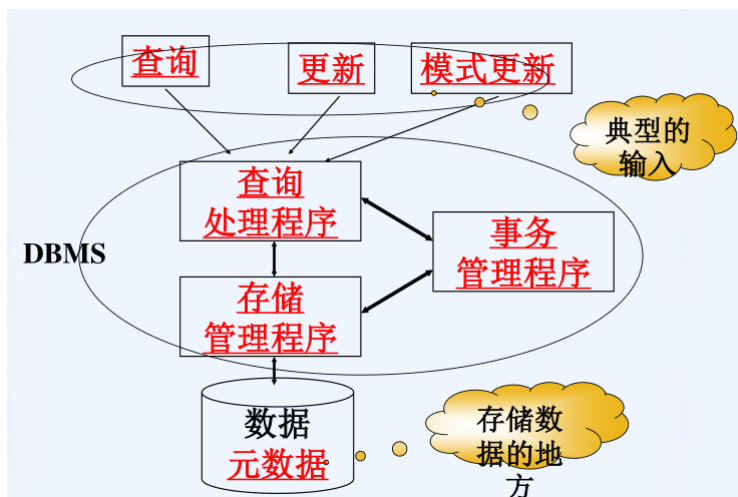 查询
更新
模式更新
典型的
输入
查询
处理程序
事务
管理程序
DBMS
存储
管理程序
数据
元数据
存储数
据的地
方